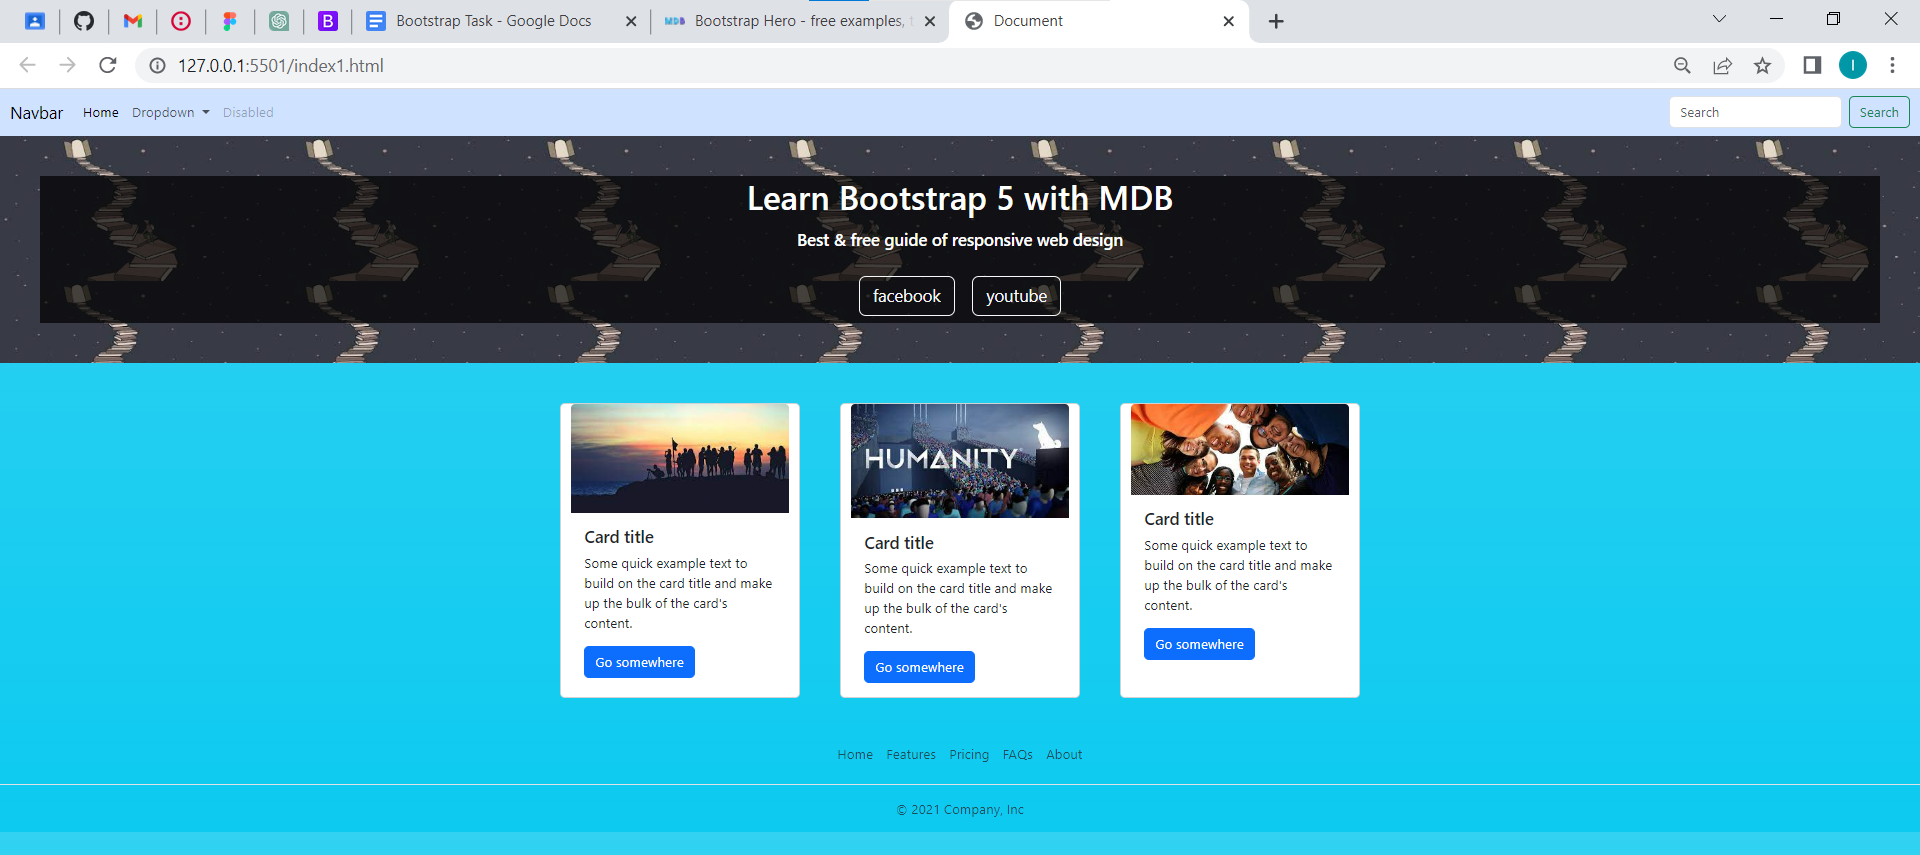 Bootstrap Task - Google Docs
Bootstrap Hero - free examples, t
Document
127.0.0.1:5501/index1.html
I
Navbar Home Dropdown Disabled Search Search
Learn Bootstrap 5 with MDB
Best & free guide of responsive web design
facebook youtube
HUMANITY
Card title
Some quick example text to
build on the card title and make
up the bulk of the card's
content.
Go somewhere
Card title
Some quick example text to
build on the card title and make
up the bulk of the card's
content.
Go somewhere
Card title
Some quick example text to
build on the card title and make
up the bulk of the card's
content.
Go somewhere
Home Features Pricing FAQs About
© 2021 Company, Inc